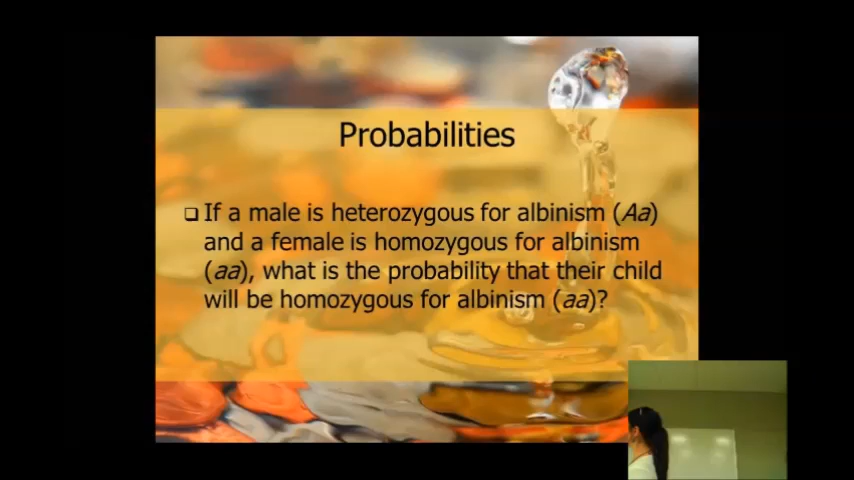 Probabilities
❑ If a male is heterozygous for albinism (Aa)
and a female is homozygous for albinism
(aa), what is the probability that their child
will be homozygous for albinism (aa)?